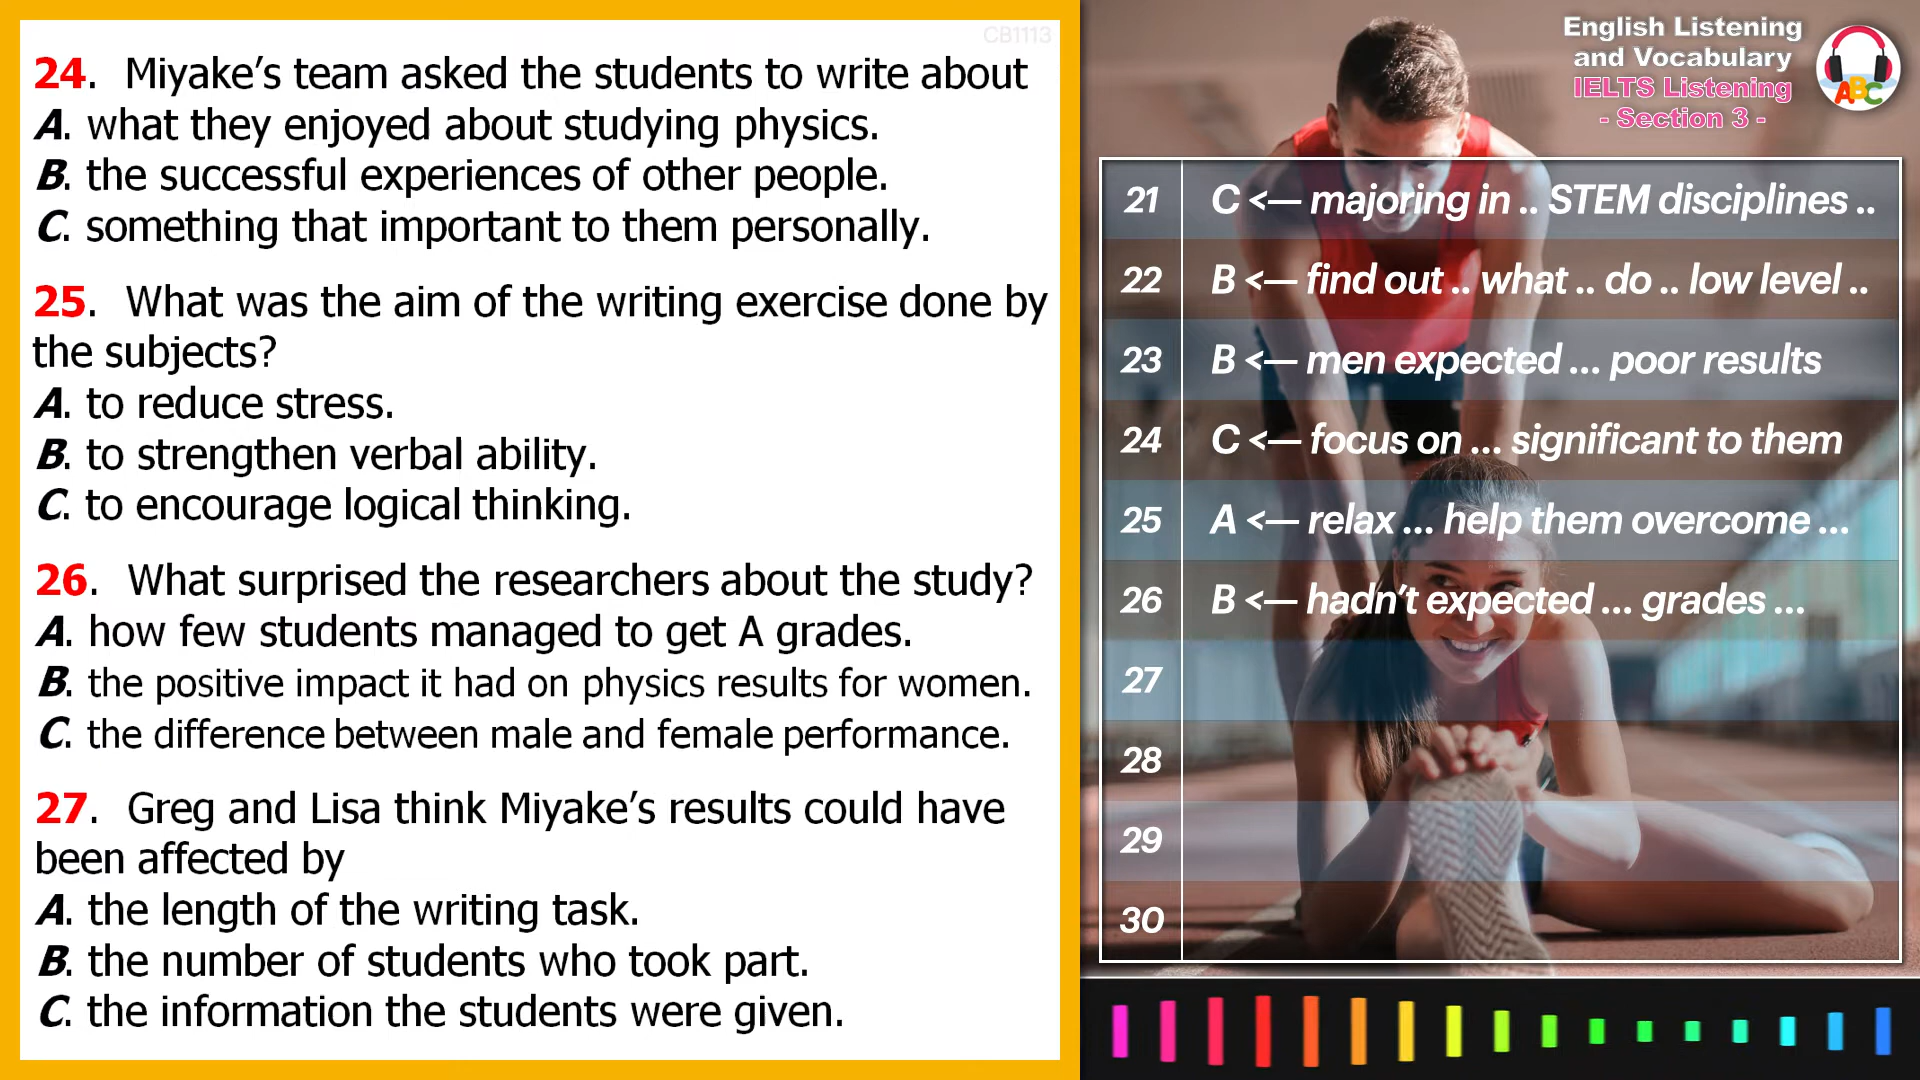 CB1113
24. Miyake's team asked the students to write about
A. what they enjoyed about studying physics.
B. the successful experiences of other people.
C. something that important to them personally.
25. What was the aim of the writing exercise done by
the subjects?
A. to reduce stress.
B. to strengthen verbal ability.
C. to encourage logical thinking.
26. What surprised the researchers about the study?
A. how few students managed to get A grades.
B. the positive impact it had on physics results for women.
C. the difference between male and female performance.
27. Greg and Lisa think Miyake's results could have
been affected by
A. the length of the writing task.
B. the number of students who took part.
C. the information the students were given.
English Listening
and Vocabulary
IELTS Listening
- Section 3 -
ABC
21 C <— majoring in .. STEM disciplines ..
22 B <— find out .. what .. do .. low level ..
23 B <— men expected ... poor results
24 C <— focus on ... significant to them
25 A <— relax ... help them overcome ...
26 B <— hadn't expected ... grades ...
27
28
29
30